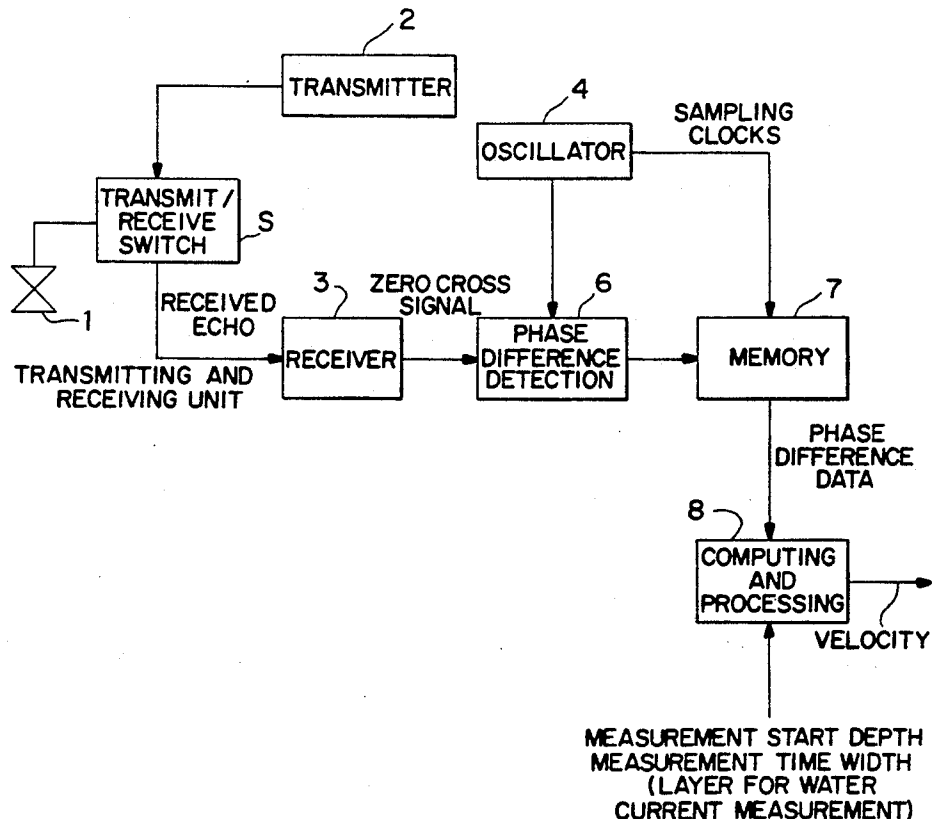 2
TRANSMITTER
4
OSCILLATOR
SAMPLING
CLOCKS
TRANSMIT/
RECEIVE
SWITCH
S
1
RECEIVED
ECHO
TRANSMITTING AND
RECEIVING UNIT
3
RECEIVER
ZERO CROSS
SIGNAL
6
PHASE
DIFFERENCE
DETECTION
7
MEMORY
PHASE
DIFFERENCE
DATA
8
COMPUTING
AND
PROCESSING
VELOCITY
MEASUREMENT START DEPTH
MEASUREMENT TIME WIDTH
(LAYER FOR WATER
CURRENT MEASUREMENT)